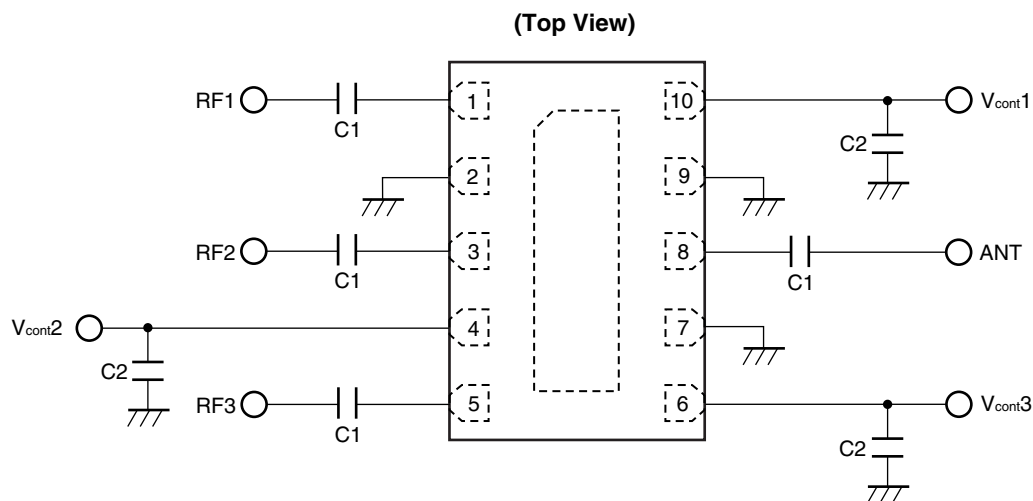 (Top View)
RF1
C1
1
10
Vcont1
C2
2
9
RF2
C1
3
8
C1
ANT
Vcont2
C2
4
7
RF3
C1
5
6
Vcont3
C2